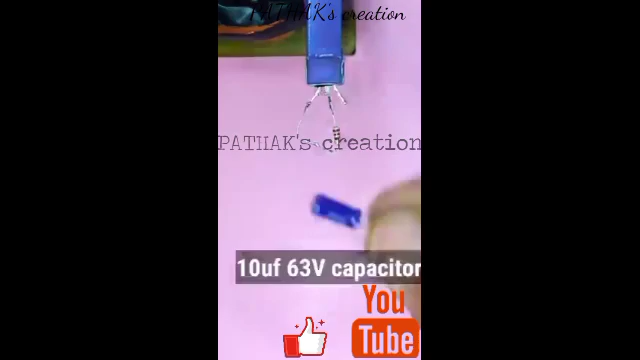 PATHAK's creation
PATHAK's creation
10uf 63V capacitor
You
Tube